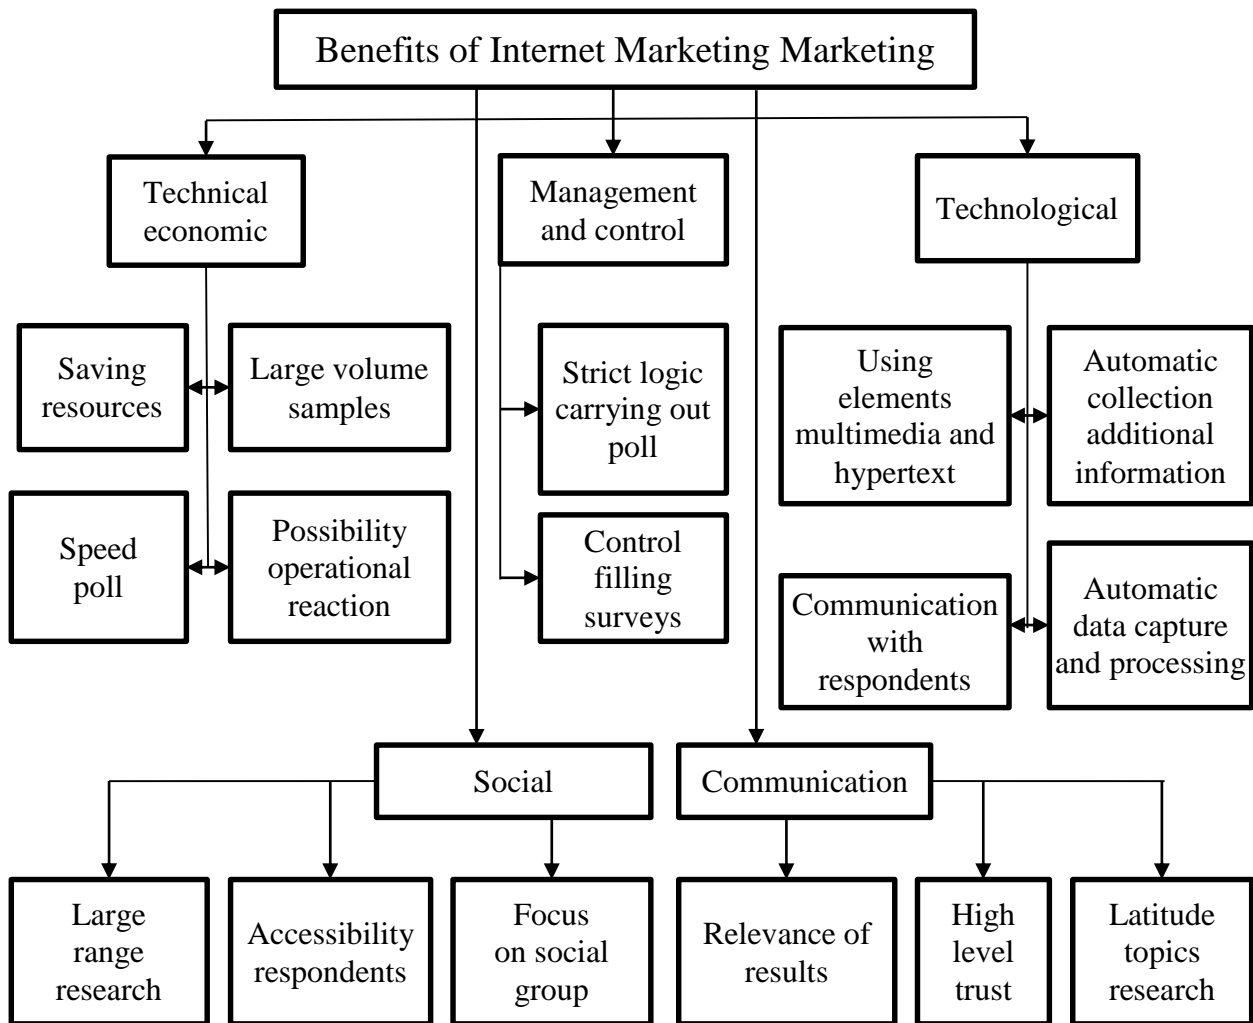 Benefits of Internet Marketing Marketing
Technical
economic
Management
and control
Technological
Saving
resources
Large volume
samples
Strict logic
carrying out
poll
Using
elements
multimedia and
hypertext
Automatic
collection
additional
information
Speed
poll
Possibility
operational
reaction
Control
filling
surveys
Communication
with
respondents
Automatic
data capture
and processing
Social
Communication
Large
range
research
Accessibility
respondents
Focus
on social
group
Relevance of
results
High
level
trust
Latitude
topics
research